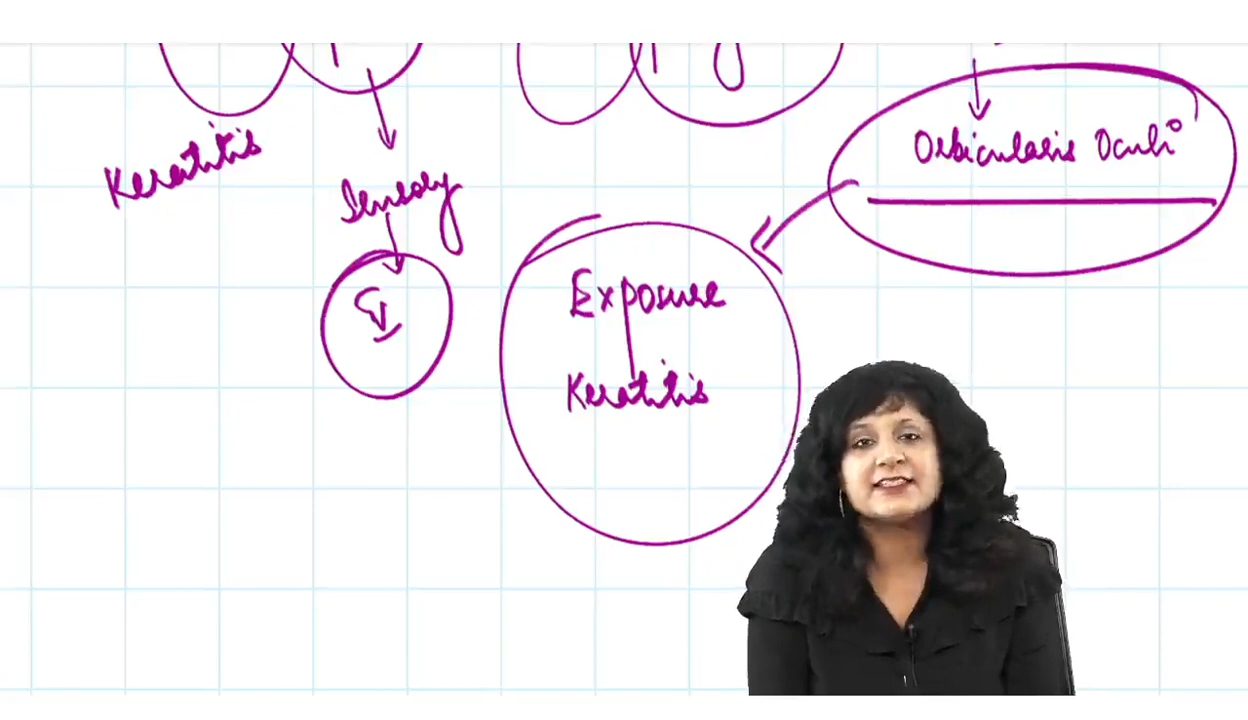 Keratitis
Sensory
Orbicularis Oculi
Exposure
Keratitis